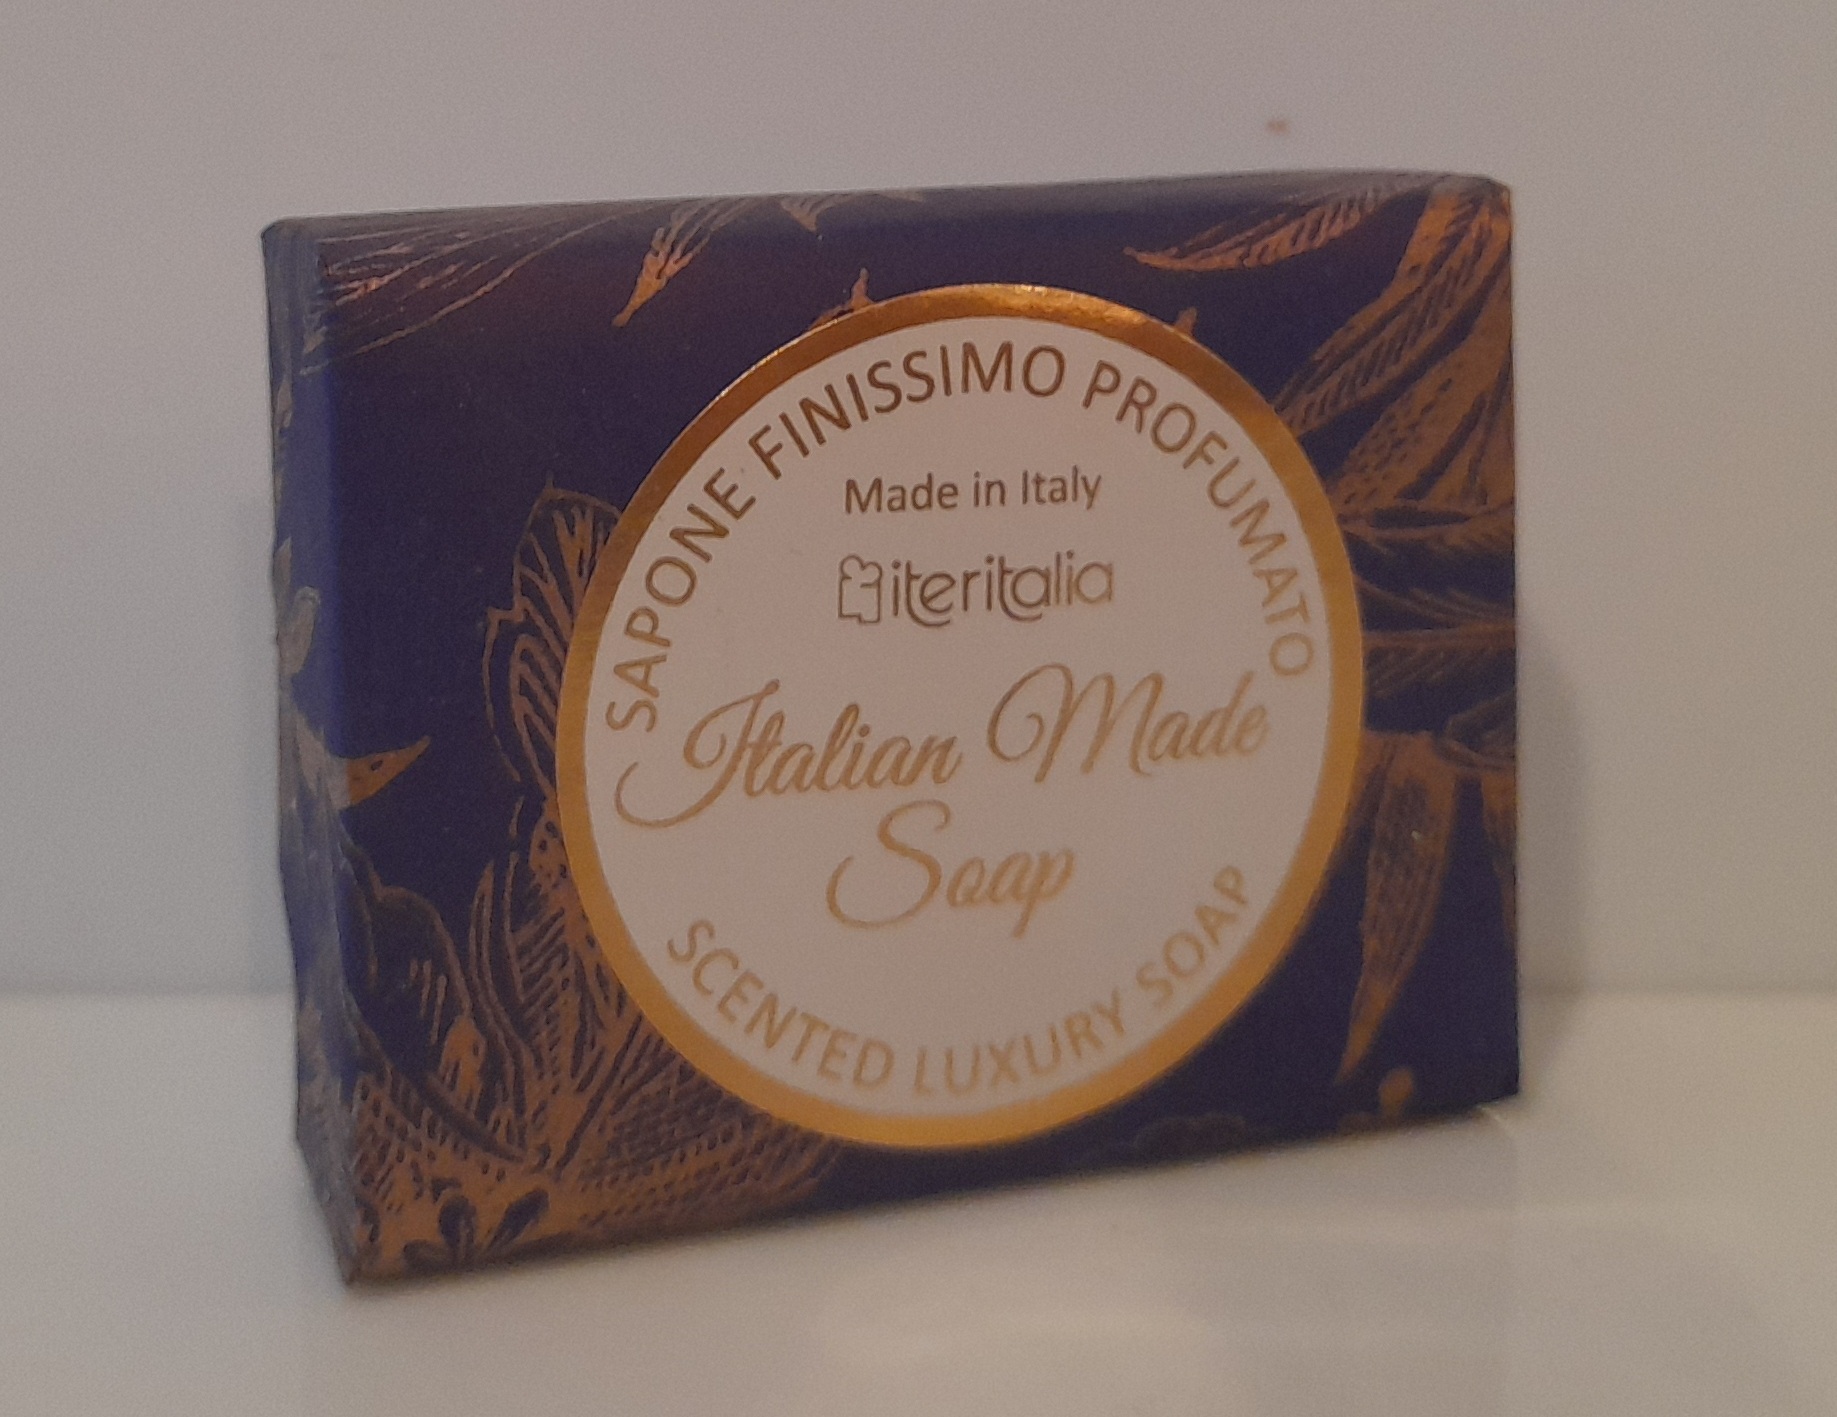 SAPONE FINISSIMO PROFUMATO
Made in Italy
iteritalia
Italian Made
Soap
SCENTED LUXURY SOAP